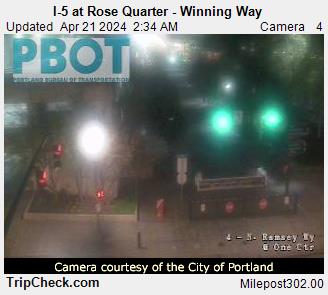 I-5 at Rose Quarter - Winning Way
Updated Apr 21 2024 2:34 AM Camera 4
PBOT
PORTLAND BUREAU OF TRANSPORTATION
4 - N. Ramsey Wy
@ One Ctr
Camera courtesy of the City of Portland
TripCheck.com Milepost302.00